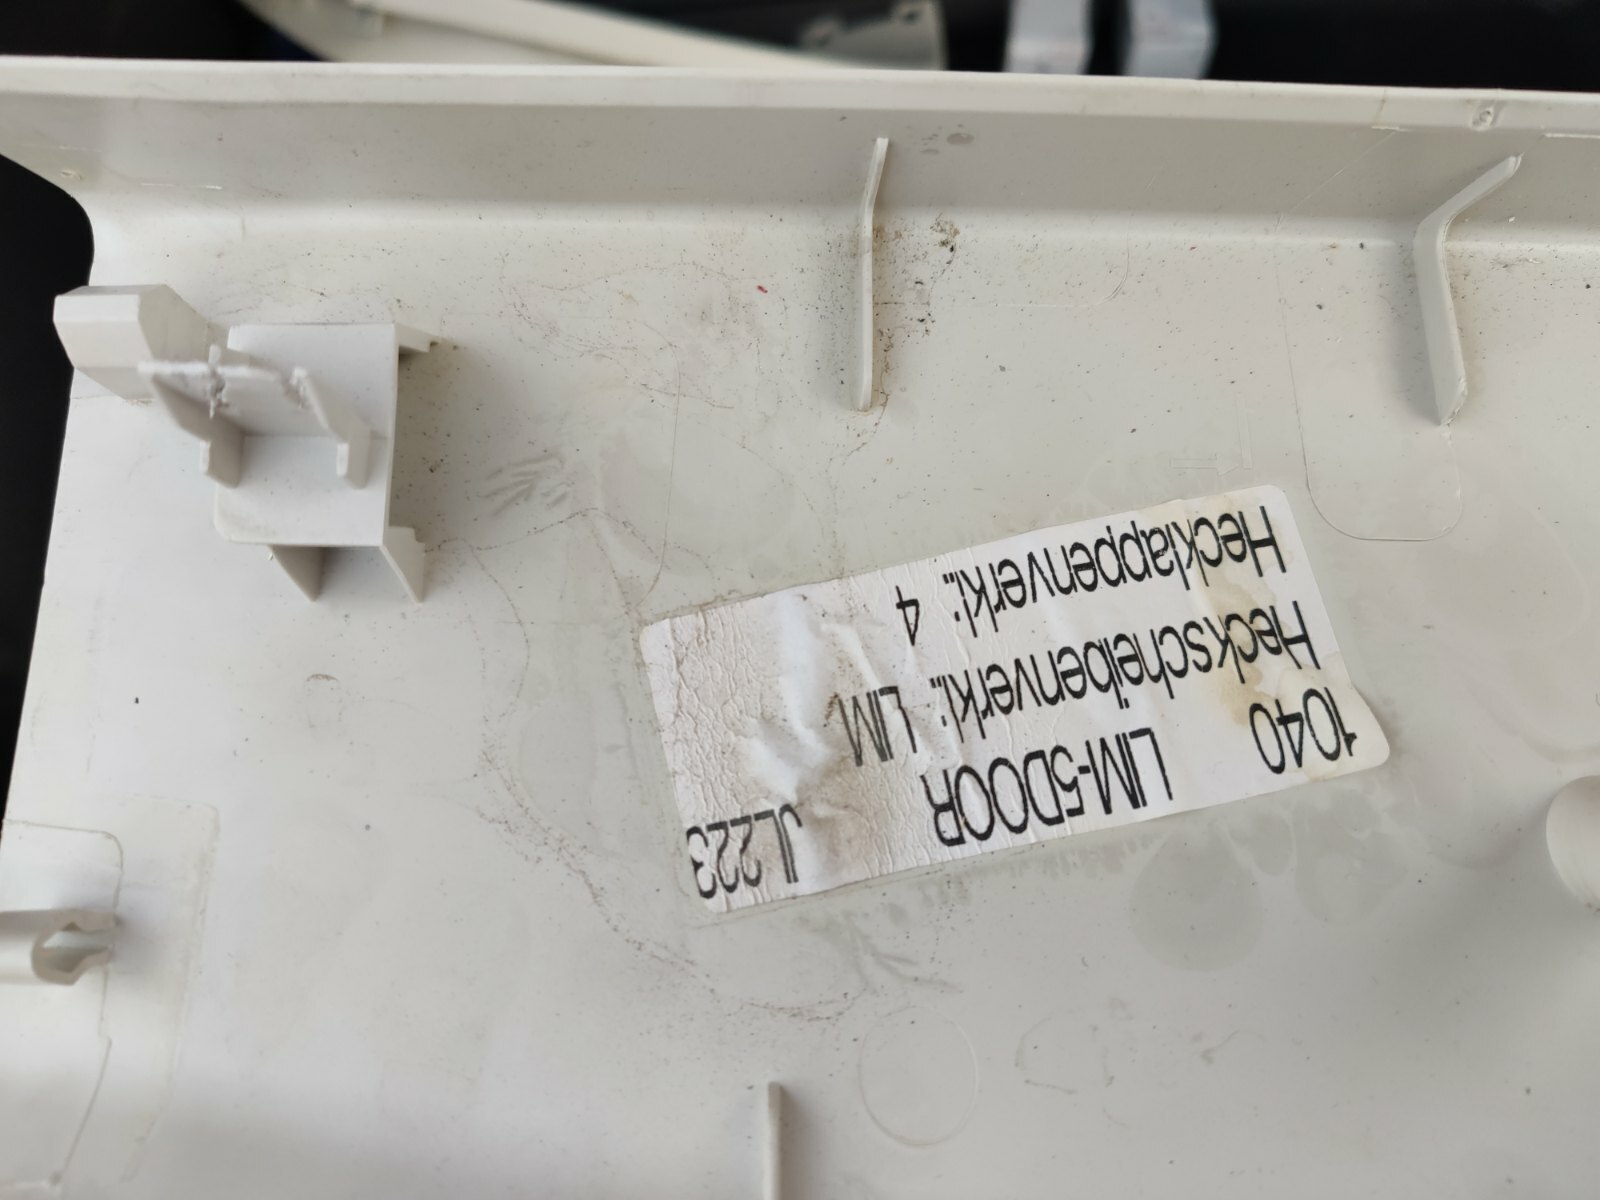 1040 LIM-5DOOR JL223
Heckscheibenverkl.: LIM
Hecklappenverkl.: 4